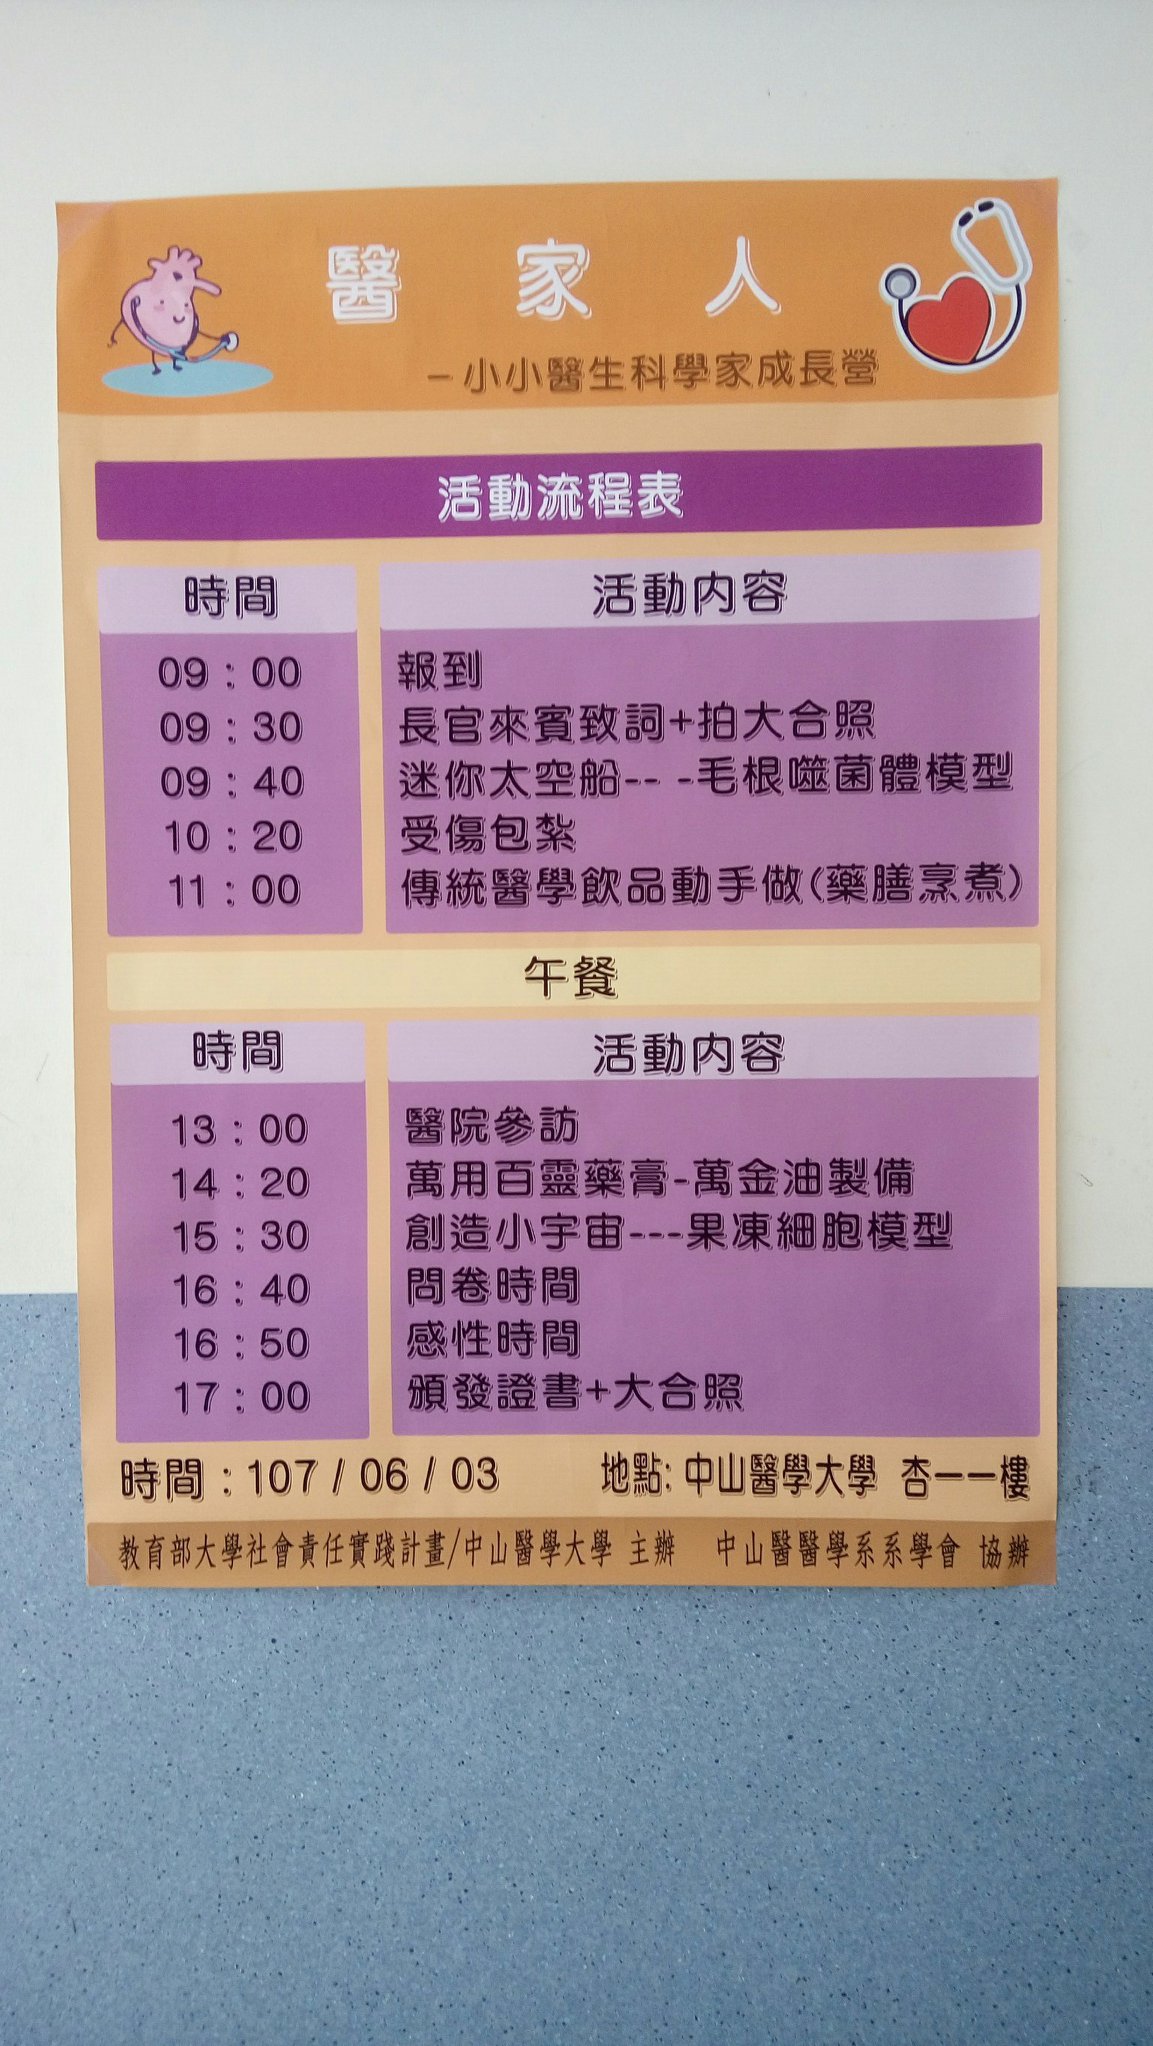 醫家人
–小小醫生科學家成長營
活動流程表
時間 活動內容
09：00 報到
09：30 長官來賓致詞+拍大合照
09：40 迷你太空船-- -毛根噬菌體模型
10：20 受傷包紮
11：00 傳統醫學飲品動手做(藥膳烹煮)
午餐
時間 活動內容
13：00 醫院參訪
14：20 萬用百靈藥膏-萬金油製備
15：30 創造小宇宙---果凍細胞模型
16：40 問卷時間
16：50 感性時間
17：00 頒發證書+大合照
時間：107 / 06 / 03 地點: 中山醫學大學 杏一一樓
教育部大學社會責任實踐計畫/中山醫學大學 主辦 中山醫醫學系系學會 協辦